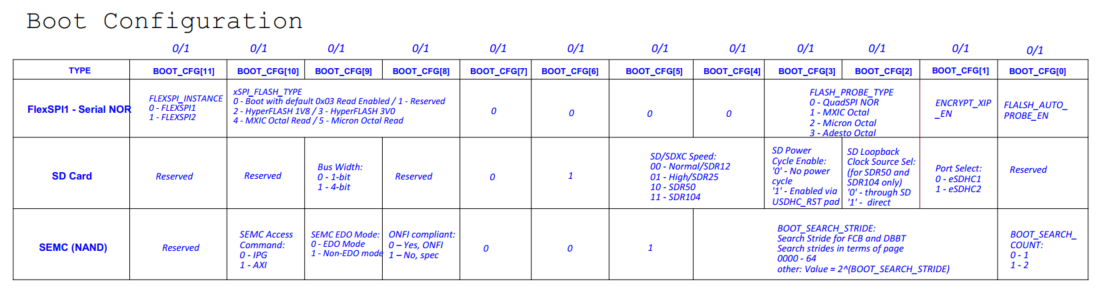 Boot Configuration
0/1 0/1 0/1 0/1 0/1 0/1 0/1 0/1 0/1 0/1 0/1 0/1
TYPE BOOT_CFG[11] BOOT_CFG[10] BOOT_CFG[9] BOOT_CFG[8] BOOT_CFG[7] BOOT_CFG[6] BOOT_CFG[5] BOOT_CFG[4] BOOT_CFG[3] BOOT_CFG[2] BOOT_CFG[1] BOOT_CFG[0]
FlexSPI1 - Serial NOR
FLEXSPI_INSTANCE
0 - FLEXSPI1
1 - FLEXSPI2
xSPI_FLASH_TYPE
0 - Boot with default 0x03 Read Enabled / 1 - Reserved
2 - HyperFLASH 1V8 / 3 - HyperFLASH 3V0
4 - MXIC Octal Read / 5 - Micron Octal Read
0
0
0
0
FLASH_PROBE_TYPE
0 - QuadSPI NOR
1 - MXIC Octal
2 - Micron Octal
3 - Adesto Octal
ENCRYPT_XIP
_EN
FLALSH_AUTO_
PROBE_EN
SD Card
Reserved
Reserved
Bus Width:
0 - 1-bit
1 - 4-bit
Reserved
0
1
SD/SDXC Speed:
00 - Normal/SDR12
01 - High/SDR25
10 - SDR50
11 - SDR104
SD Power
Cycle Enable:
'0' - No power
cycle
'1' - Enabled via
USDHC_RST pad
SD Loopback
Clock Source Sel:
(for SDR50 and
SDR104 only)
'0' - through SD
'1' - direct
Port Select:
0 - eSDHC1
1 - eSDHC2
Reserved
SEMC (NAND)
Reserved
SEMC Access
Command:
0 - IPG
1 - AXI
SEMC EDO Mode:
0 - EDO Mode
1 - Non-EDO mode
ONFI compliant:
0 – Yes, ONFI
1 – No, spec
0
0
1
BOOT_SEARCH_STRIDE:
Search Stride for FCB and DBBT
Search strides in terms of page
0000 - 64
other: Value = 2^(BOOT_SEARCH_STRIDE)
BOOT_SEARCH_
COUNT:
0 - 1
1 - 2